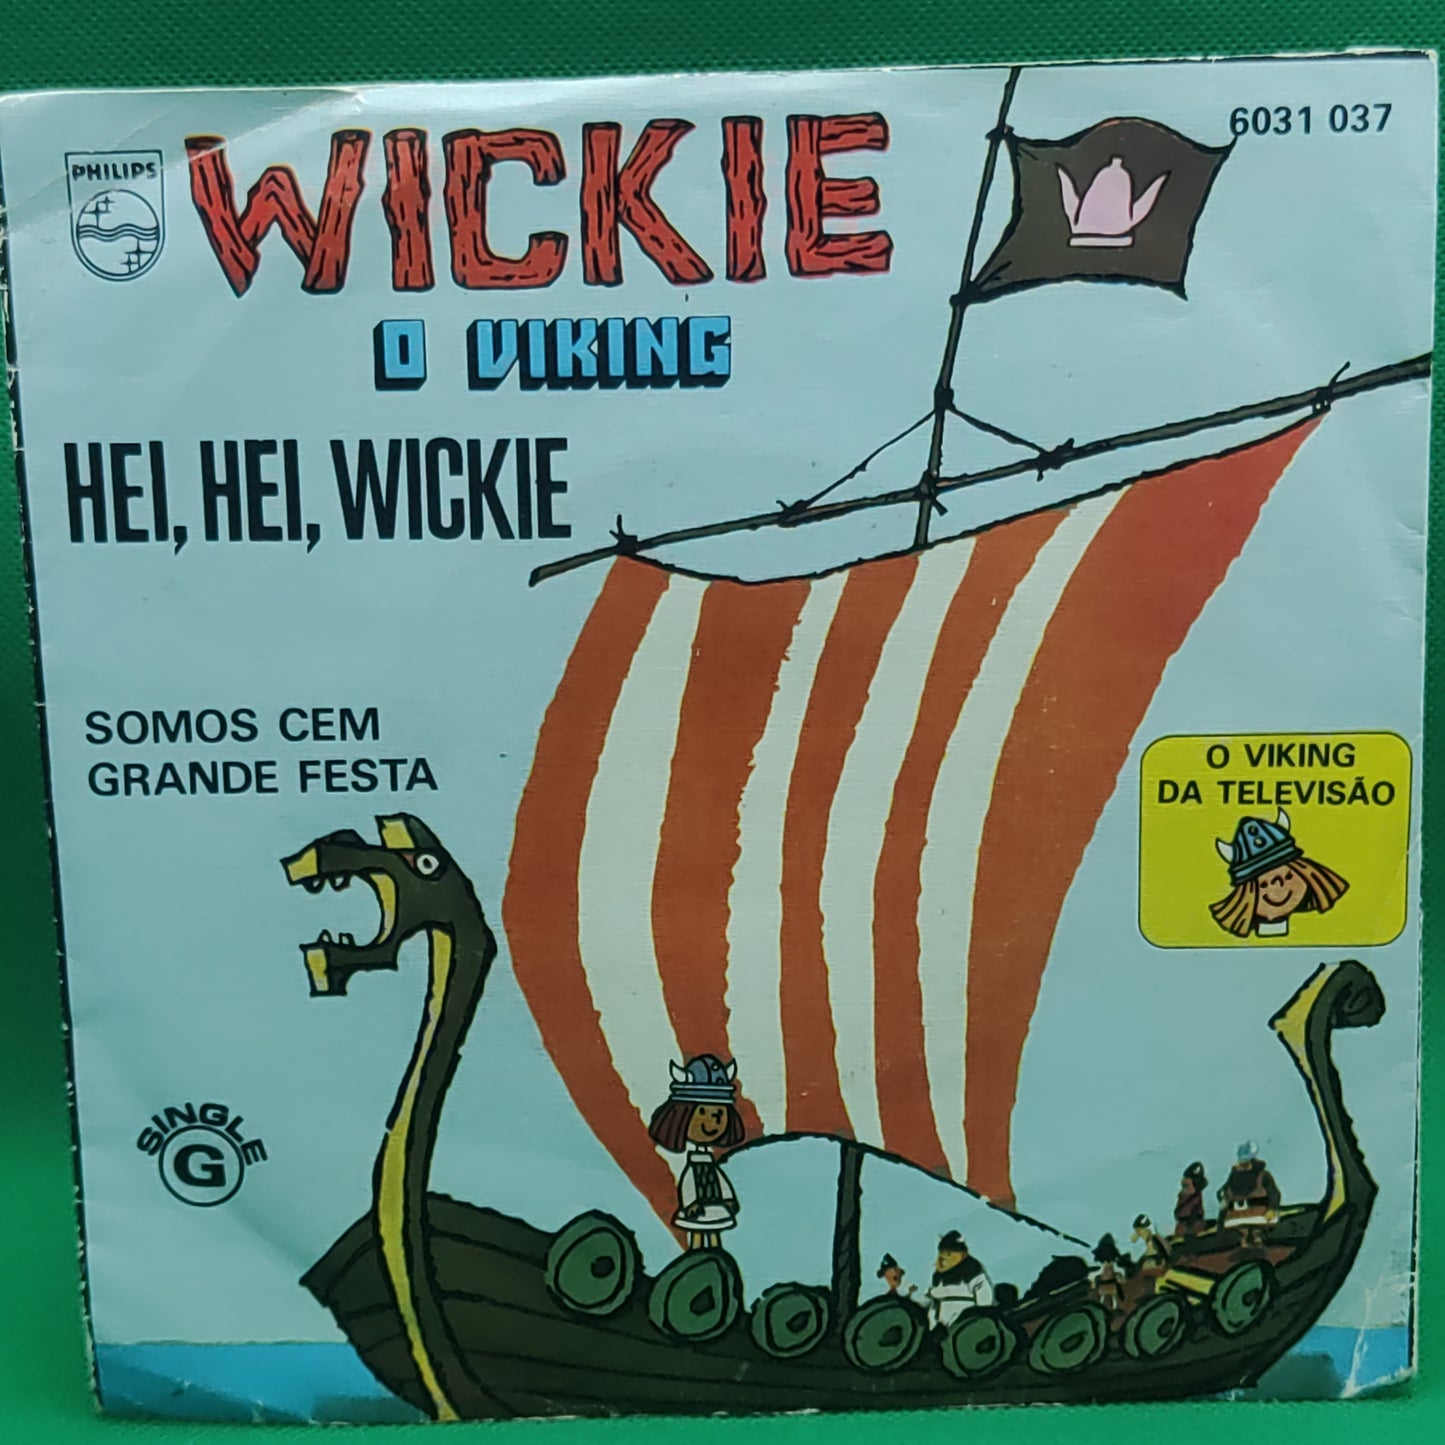 6031 037
PHILIPS
WICKIE
O VIKING
HEI, HEI, WICKIE
SOMOS CEM
GRANDE FESTA
O VIKING
DA TELEVISÃO
SINGLE
G